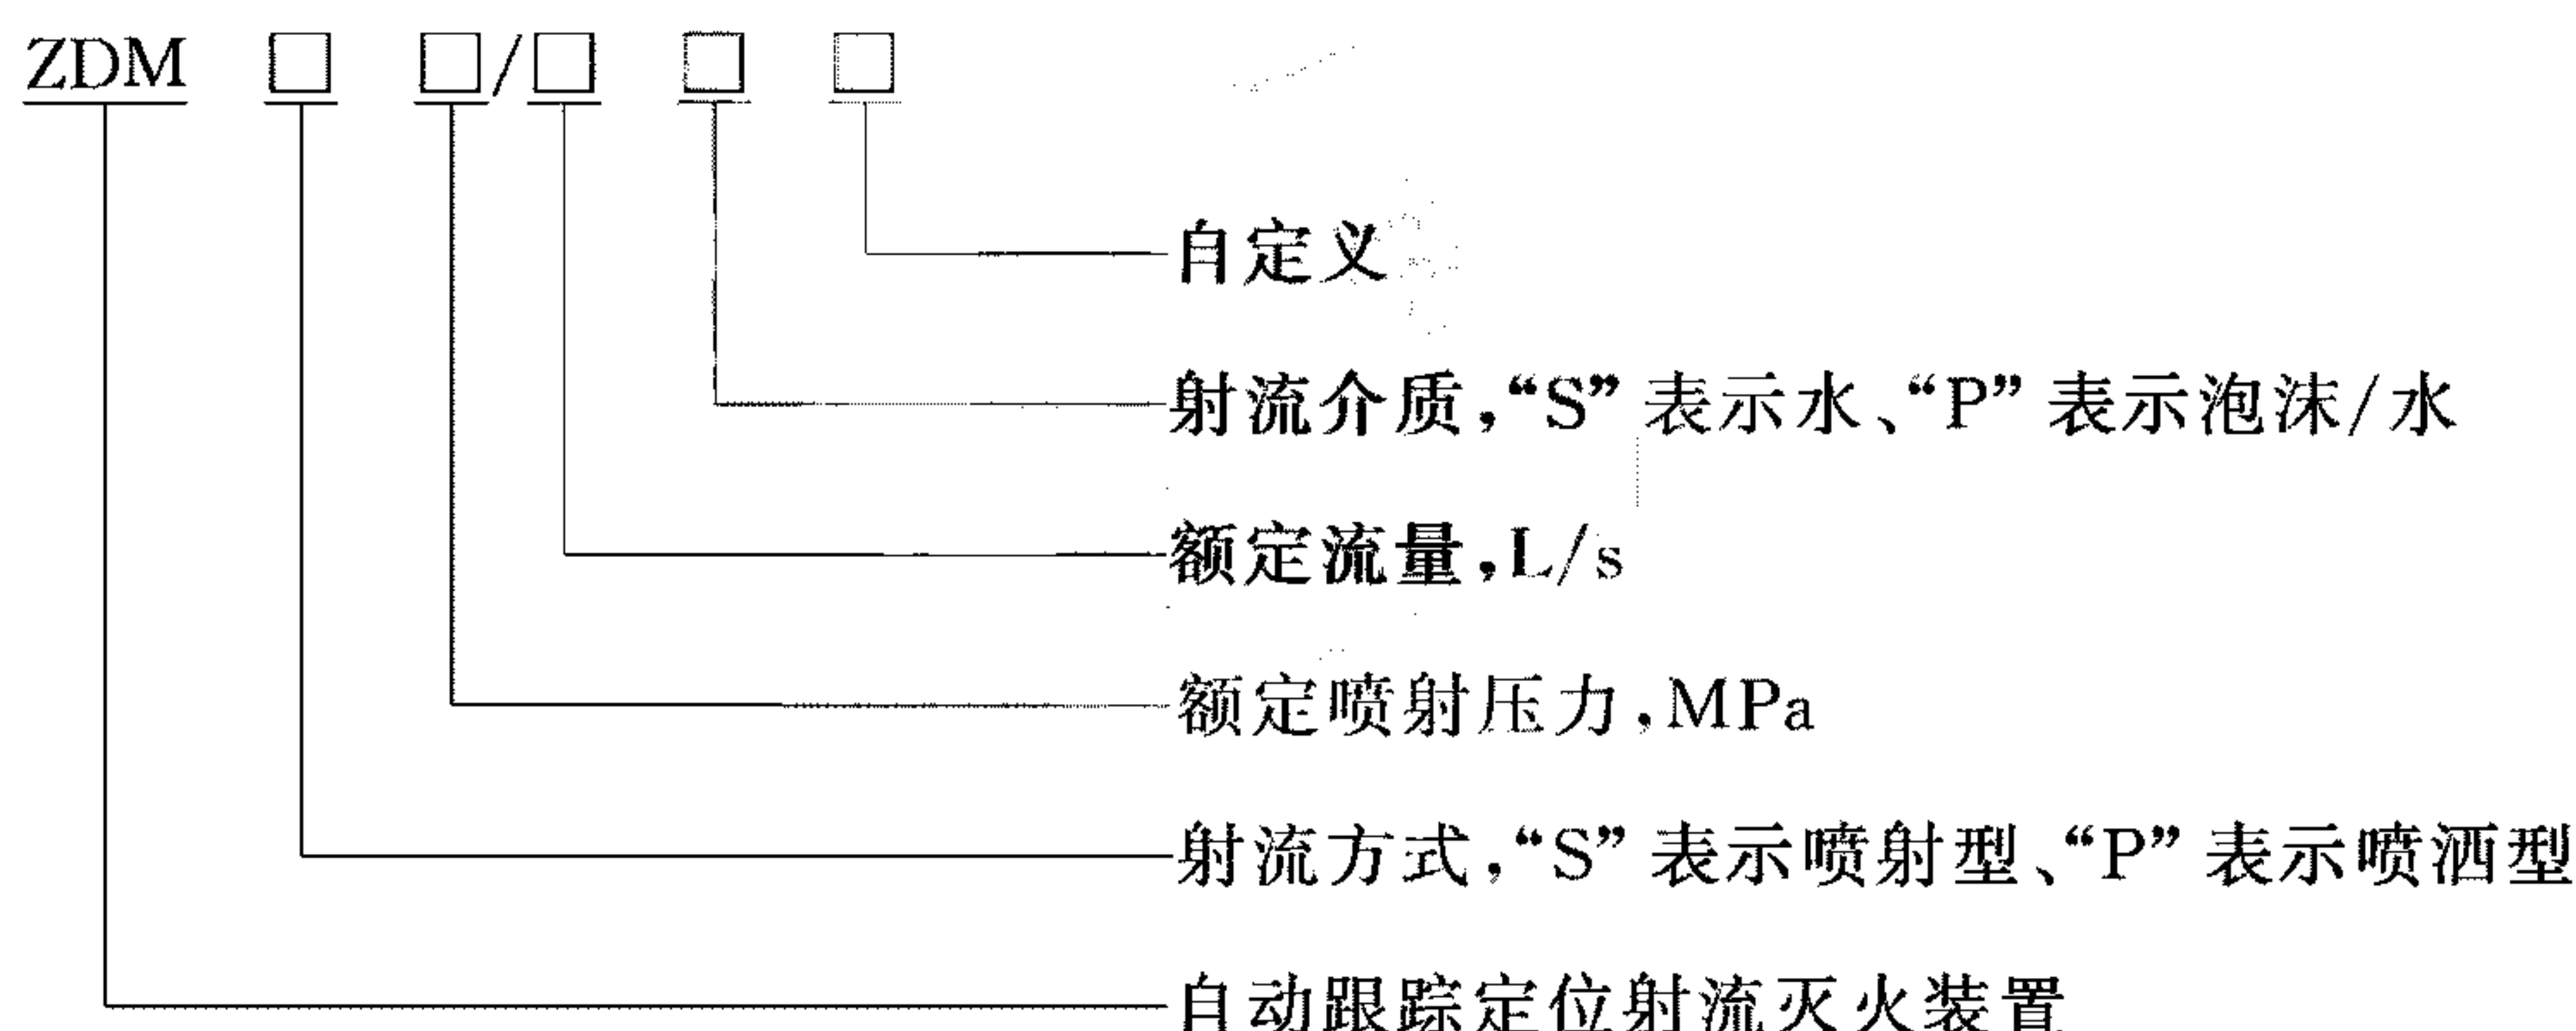 ZDM □ □/□ □ □
自定义
射流介质,“S”表示水、“P”表示泡沫/水
额定流量,L/s
额定喷射压力,MPa
射流方式,“S”表示喷射型、“P”表示喷洒型
自动跟踪定位射流灭火装置